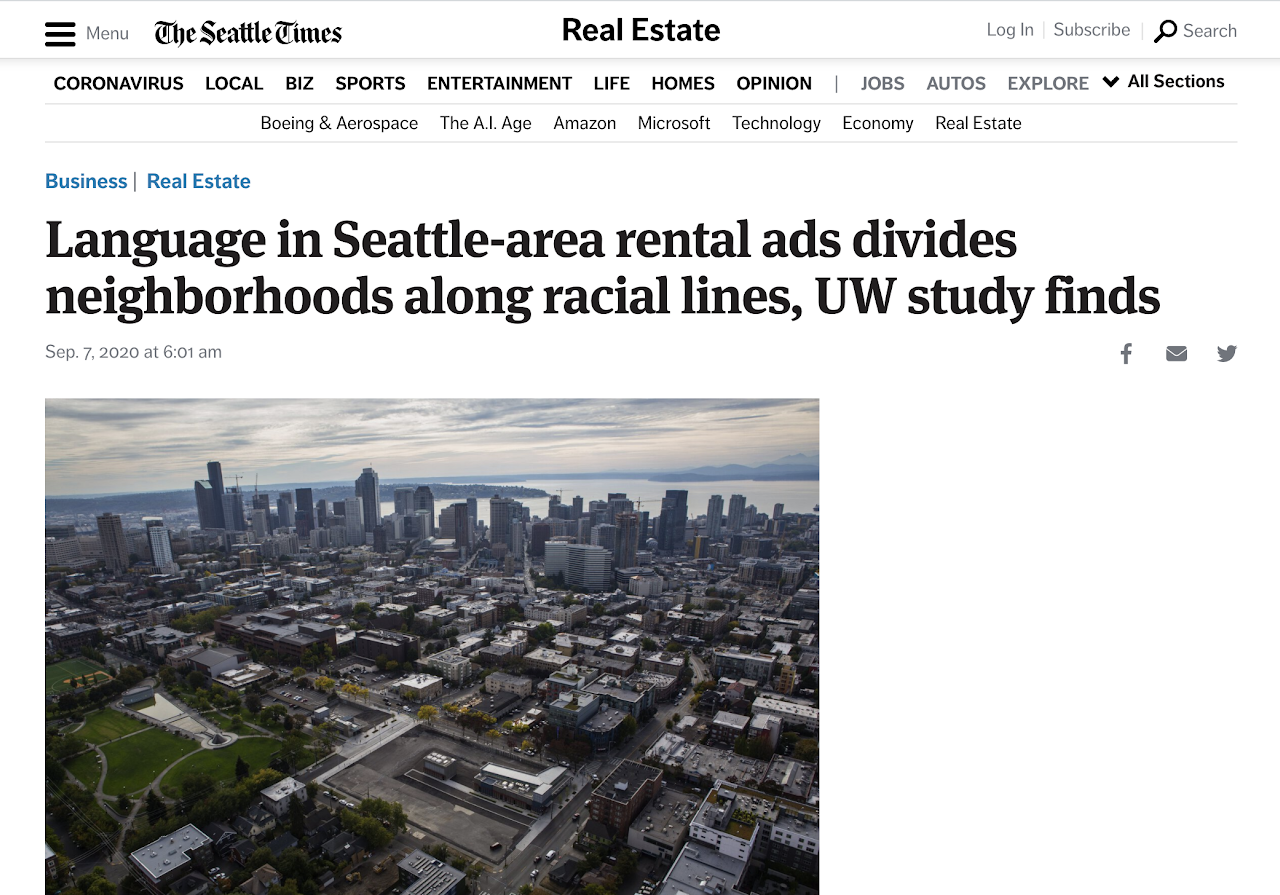 Menu The Seattle Times Real Estate Log In Subscribe Search
CORONAVIRUS LOCAL BIZ SPORTS ENTERTAINMENT LIFE HOMES OPINION | JOBS AUTOS EXPLORE All Sections
Boeing & Aerospace The A.I. Age Amazon Microsoft Technology Economy Real Estate
Business | Real Estate
Language in Seattle-area rental ads divides
neighborhoods along racial lines, UW study finds
Sep. 7, 2020 at 6:01 am